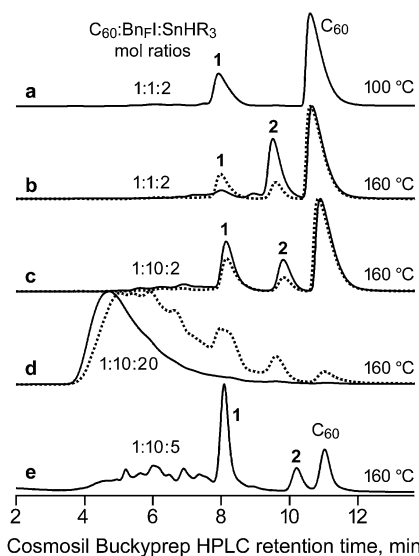 C60:BnFI:SnHR3
mol ratios
C60
1
a
1:1:2
100 °C
1
2
b
1:1:2
160 °C
1
2
c
1:10:2
160 °C
d
1:10:20
160 °C
1
1:10:5
2
C60
e
160 °C
2 4 6 8 10 12
Cosmosil Buckyprep HPLC retention time, min